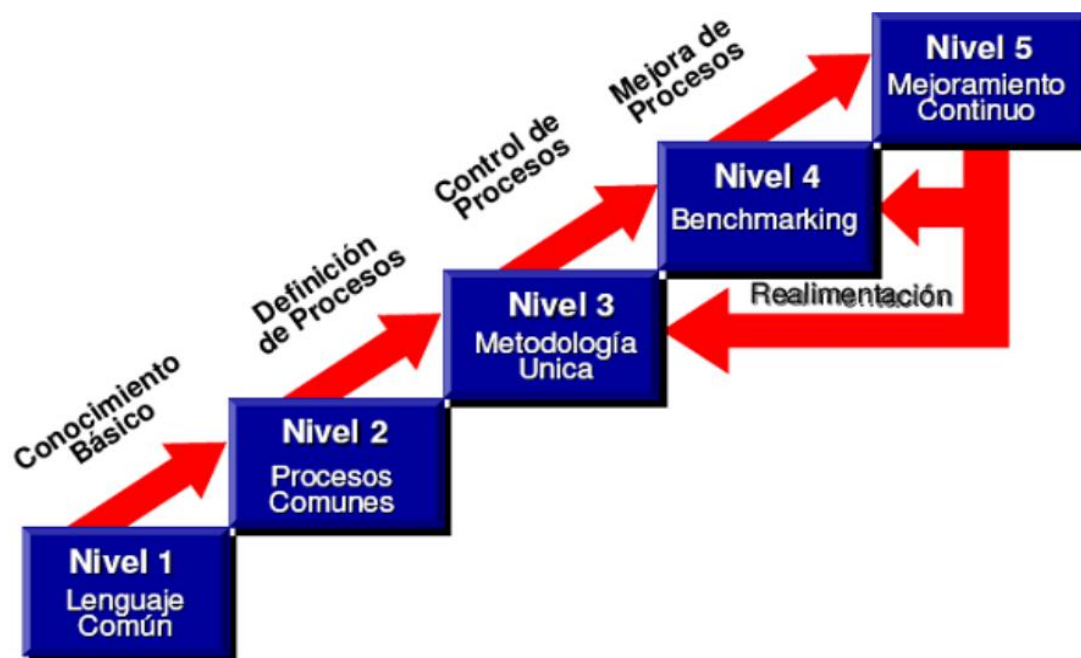 Nivel 5
Mejoramiento
Continuo
Mejora de
Procesos
Nivel 4
Benchmarking
Control de
Procesos
Realimentación
Nivel 3
Metodología
Unica
Definición
de Procesos
Nivel 2
Procesos
Comunes
Conocimiento
Básico
Nivel 1
Lenguaje
Común